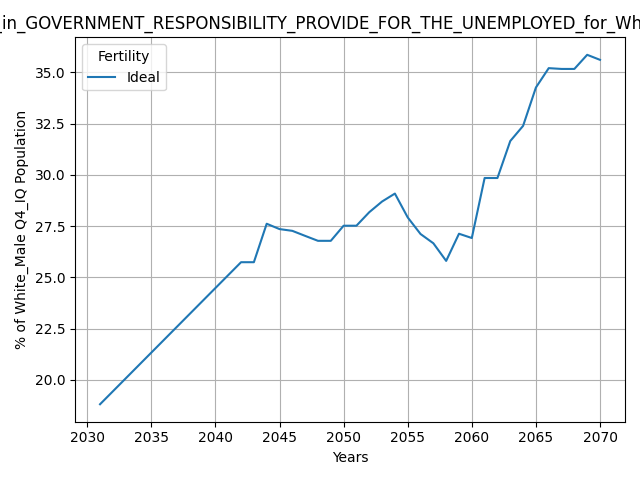 _in_GOVERNMENT_RESPONSIBILITY_PROVIDE_FOR_THE_UNEMPLOYED_for_Wh
Fertility
Ideal
% of White_Male Q4_IQ Population
35.0
32.5
30.0
27.5
25.0
22.5
20.0
2030 2035 2040 2045 2050 2055 2060 2065 2070
Years